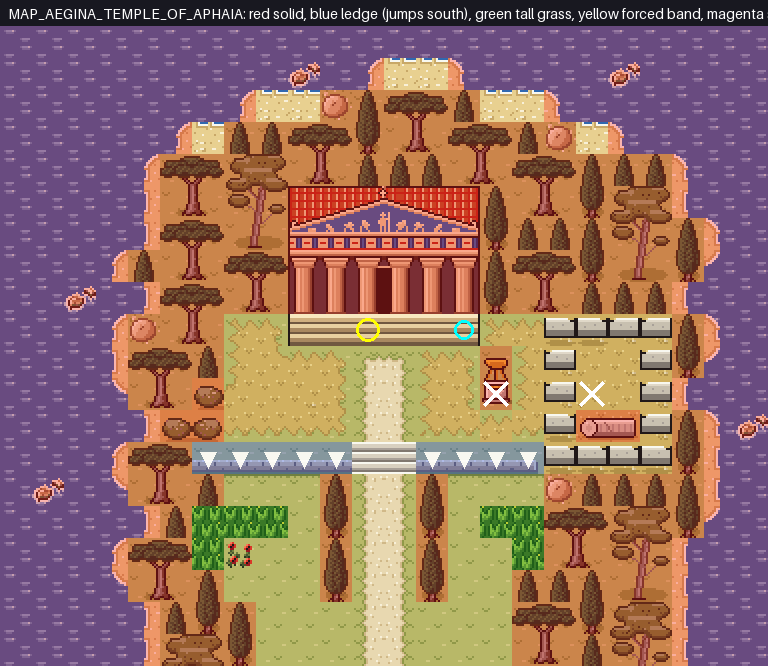 MAP_AEGINA_TEMPLE_OF_APHAIA: red solid, blue ledge (jumps south), green tall grass, yellow forced band, magenta